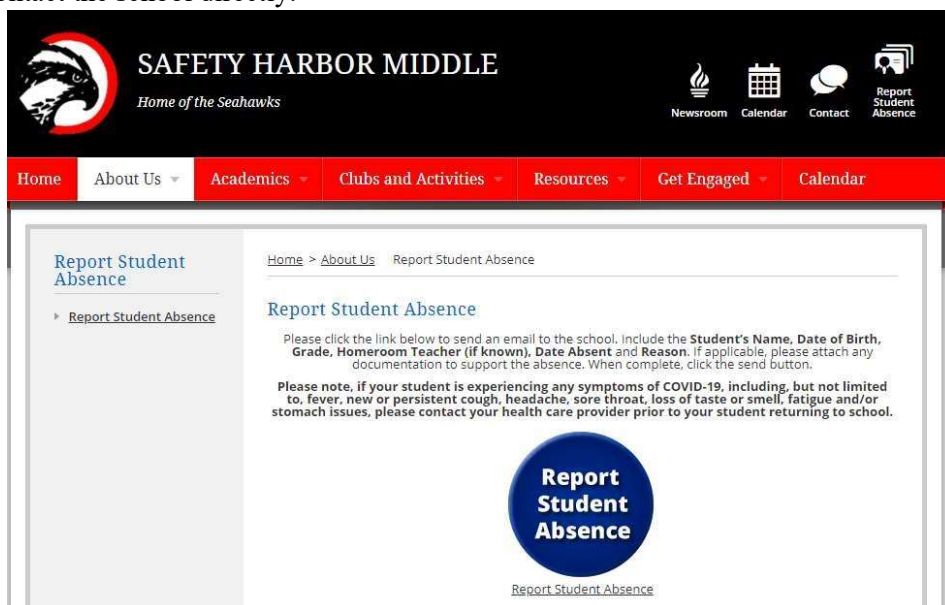 contact the school directly.
SAFETY HARBOR MIDDLE
Home of the Seahawks
Newsroom
Calendar
Contact
Report
Student
Absence
Home
About Us
Academics
Clubs and Activities
Resources
Get Engaged
Calendar
Report Student
Absence
Report Student Absence
Home > About Us Report Student Absence
Report Student Absence
Please click the link below to send an email to the school. Include the Student's Name, Date of Birth,
Grade, Homeroom Teacher (if known), Date Absent and Reason. If applicable, please attach any
documentation to support the absence. When complete, click the send button.
Please note, if your student is experiencing any symptoms of COVID-19, including, but not limited
to, fever, new or persistent cough, headache, sore throat, loss of taste or smell, fatigue and/or
stomach issues, please contact your health care provider prior to your student returning to school.
Report
Student
Absence
Report Student Absence